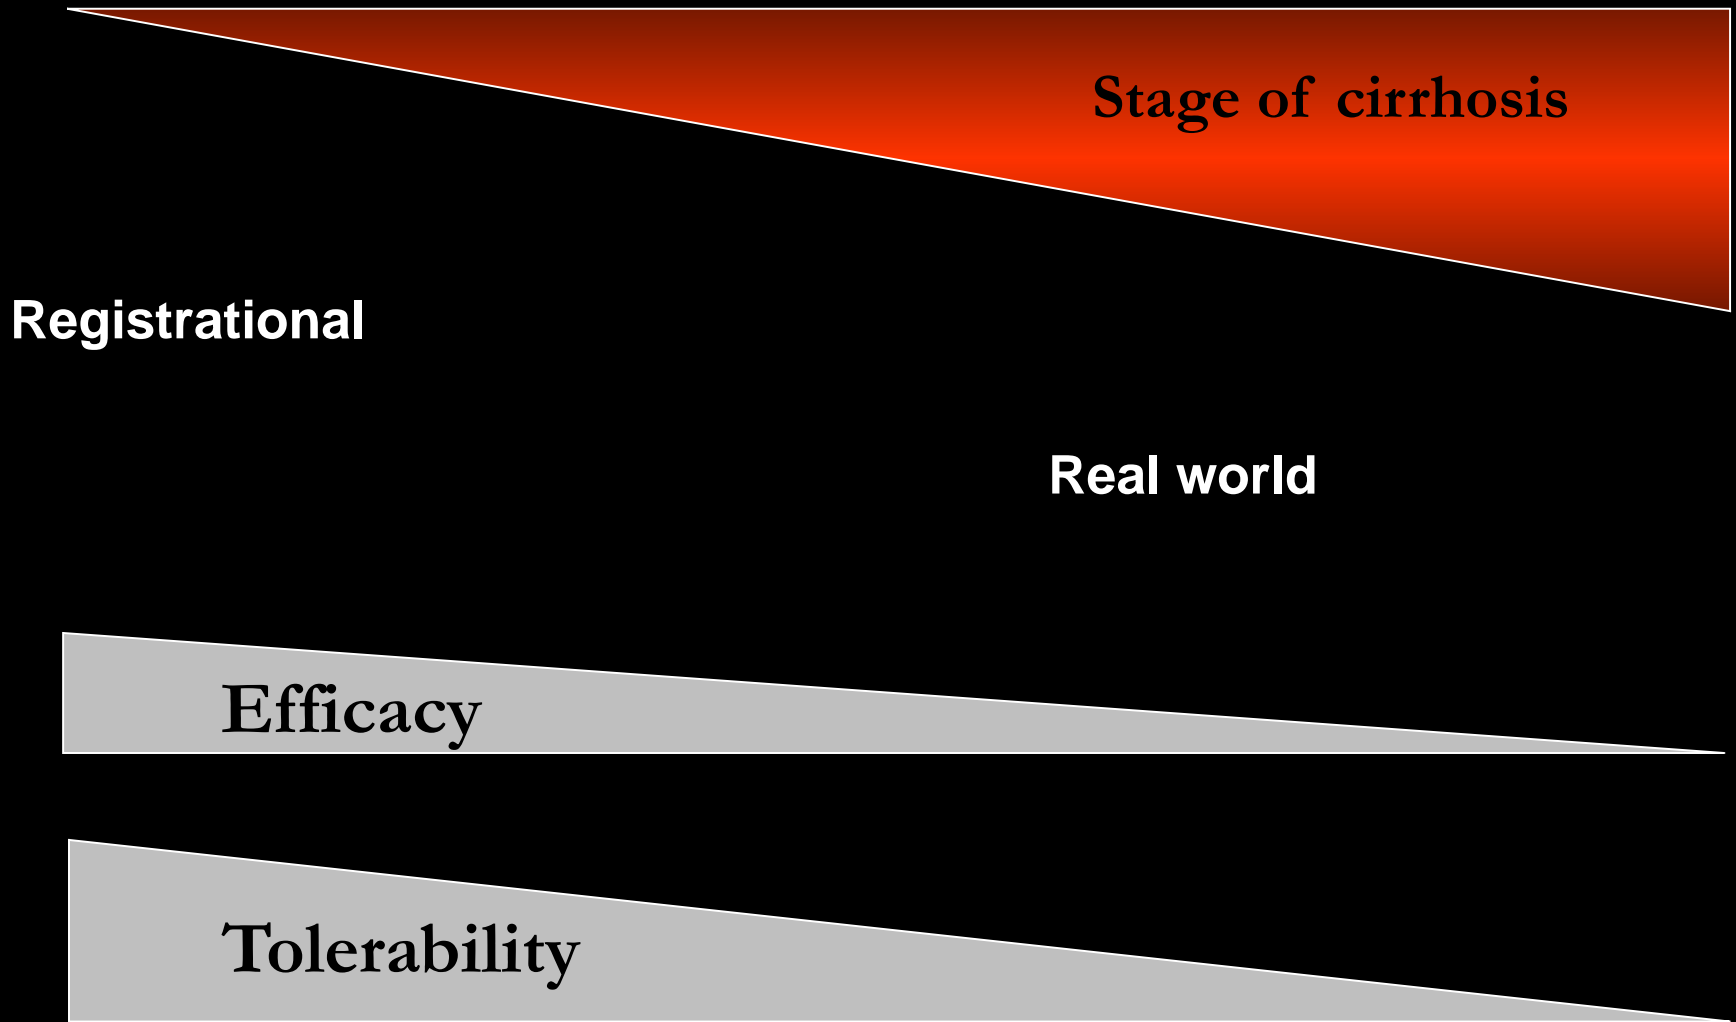 Stage of cirrhosis
Registrational
Real world
Efficacy
Tolerability